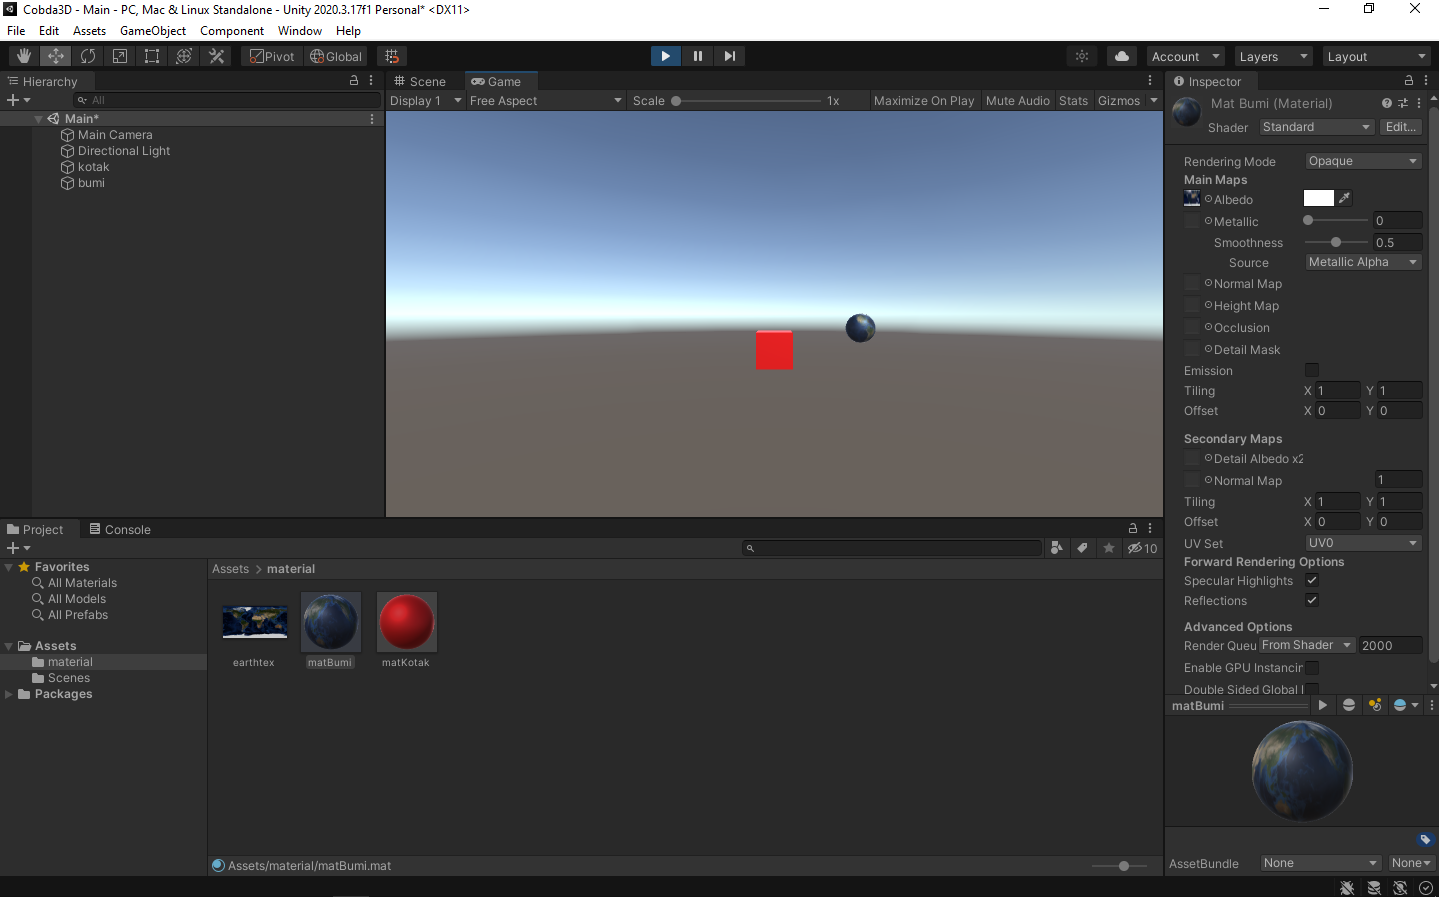 Cobda3D - Main - PC, Mac & Linux Standalone - Unity 2020.3.17f1 Personal* <DX11>
File Edit Assets GameObject Component Window Help
Pivot Global Account Layers Layout
Hierarchy
All
Main*
Main Camera
Directional Light
kotak
bumi
Scene Game
Display 1 Free Aspect Scale 1x Maximize On Play Mute Audio Stats Gizmos
Inspector
Mat Bumi (Material)
Shader Standard Edit...
Rendering Mode Opaque
Main Maps
Albedo
Metallic 0
Smoothness 0.5
Source Metallic Alpha
Normal Map
Height Map
Occlusion
Detail Mask
Emission
Tiling X 1 Y 1
Offset X 0 Y 0
Secondary Maps
Detail Albedo x2
Normal Map 1
Tiling X 1 Y 1
Offset X 0 Y 0
UV Set UV0
Forward Rendering Options
Specular Highlights
Reflections
Advanced Options
Render Queu From Shader 2000
Enable GPU Instancin
Double Sided Global I
matBumi
AssetBundle None None
Project Console
10
Favorites
All Materials
All Models
All Prefabs
Assets
material
Scenes
Packages
Assets > material
earthtex matBumi matKotak
Assets/material/matBumi.mat